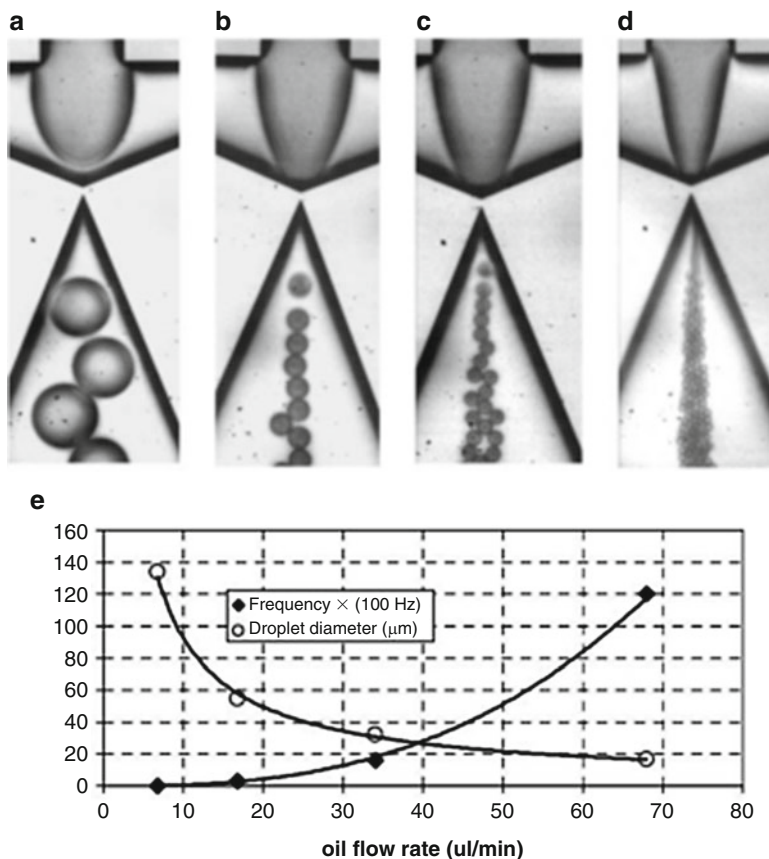 a b c d
e
160
140
120
100
80
60
40
20
0
Frequency × (100 Hz)
Droplet diameter (μm)
0 10 20 30 40 50 60 70 80
oil flow rate (ul/min)